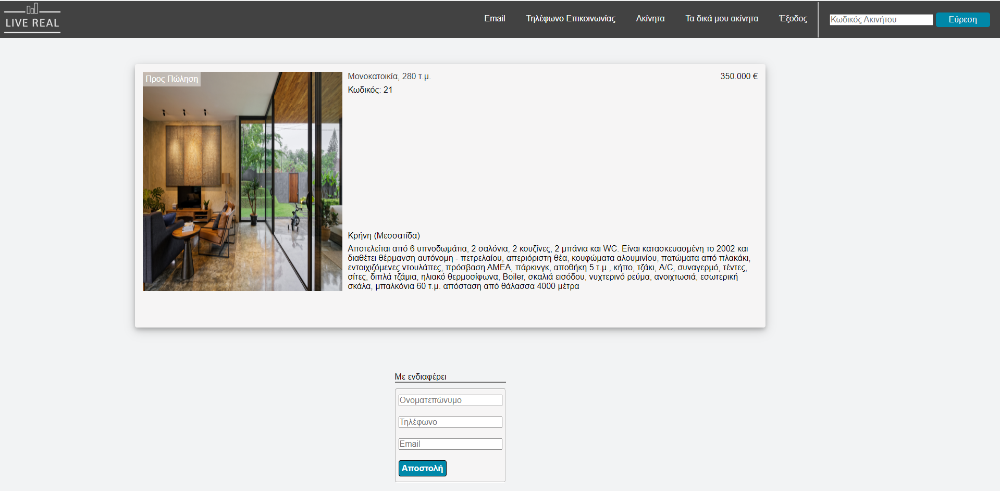 LIVE REAL
Email Τηλέφωνο Επικοινωνίας Ακίνητα Τα δικά μου ακίνητα Έξοδος Κωδικός Ακινήτου Εύρεση
Προς Πώληση
Μονοκατοικία, 280 τ.μ. 350.000 €
Κωδικός: 21
Κρήνη (Μεσσατίδα)
Αποτελείται από 6 υπνοδωμάτια, 2 σαλόνια, 2 κουζίνες, 2 μπάνια και WC. Είναι κατασκευασμένη το 2002 και
διαθέτει θέρμανση αυτόνομη - πετρελαίου, απεριόριστη θέα, κουφώματα αλουμινίου, πατώματα από πλακάκι,
εντοιχιζόμενες ντουλάπες, πρόσβαση ΑΜΕΑ, πάρκινγκ, αποθήκη 5 τ.μ., κήπο, τζάκι, A/C, συναγερμό, τέντες,
σίτες, διπλά τζάμια, ηλιακό θερμοσίφωνα, Boiler, σκαλιά εισόδου, νυχτερινό ρεύμα, ανοιχτωσιά, εσωτερική
σκάλα, μπαλκόνια 60 τ.μ. απόσταση από θάλασσα 4000 μέτρα
Με ενδιαφέρει
Ονοματεπώνυμο
Τηλέφωνο
Email
Αποστολή